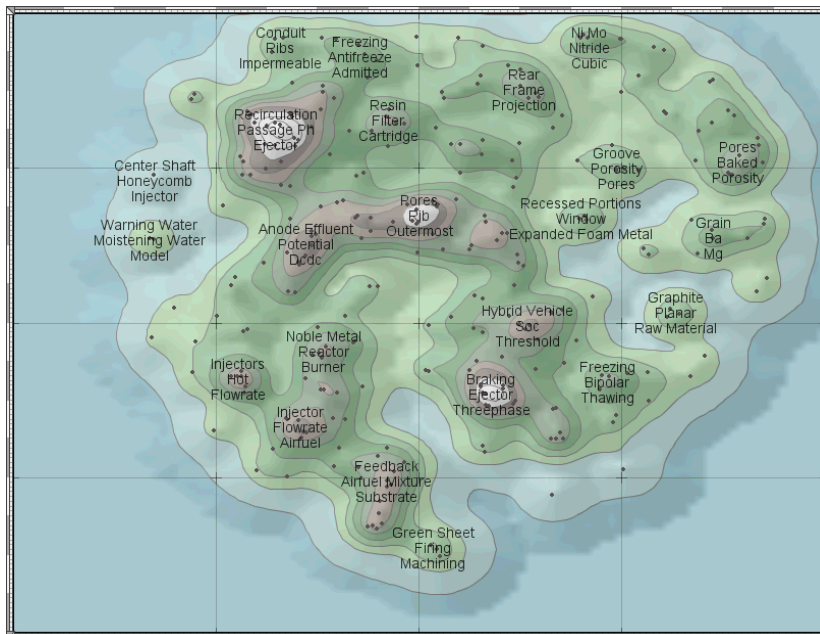 Conduit
Ribs
Impermeable
Freezing
Antifreeze
Admitted
Ni Mo
Nitride
Cubic
Rear
Frame
Projection
Recirculation
Passage Ph
Ejector
Resin
Filter
Cartridge
Groove
Porosity
Pores
Pores
Baked
Porosity
Center Shaft
Honeycomb
Injector
Pores
Rib
Outermost
Recessed Portions
Window
Expanded Foam Metal
Warning Water
Moistening Water
Model
Anode Effluent
Potential
Dcdc
Grain
Ba
Mg
Graphite
Planar
Raw Material
Hybrid Vehicle
Soc
Threshold
Noble Metal
Reactor
Burner
Injectors
Hot
Flowrate
Braking
Ejector
Threephase
Freezing
Bipolar
Thawing
Injector
Flowrate
Airfuel
Feedback
Airfuel Mixture
Substrate
Green Sheet
Firing
Machining